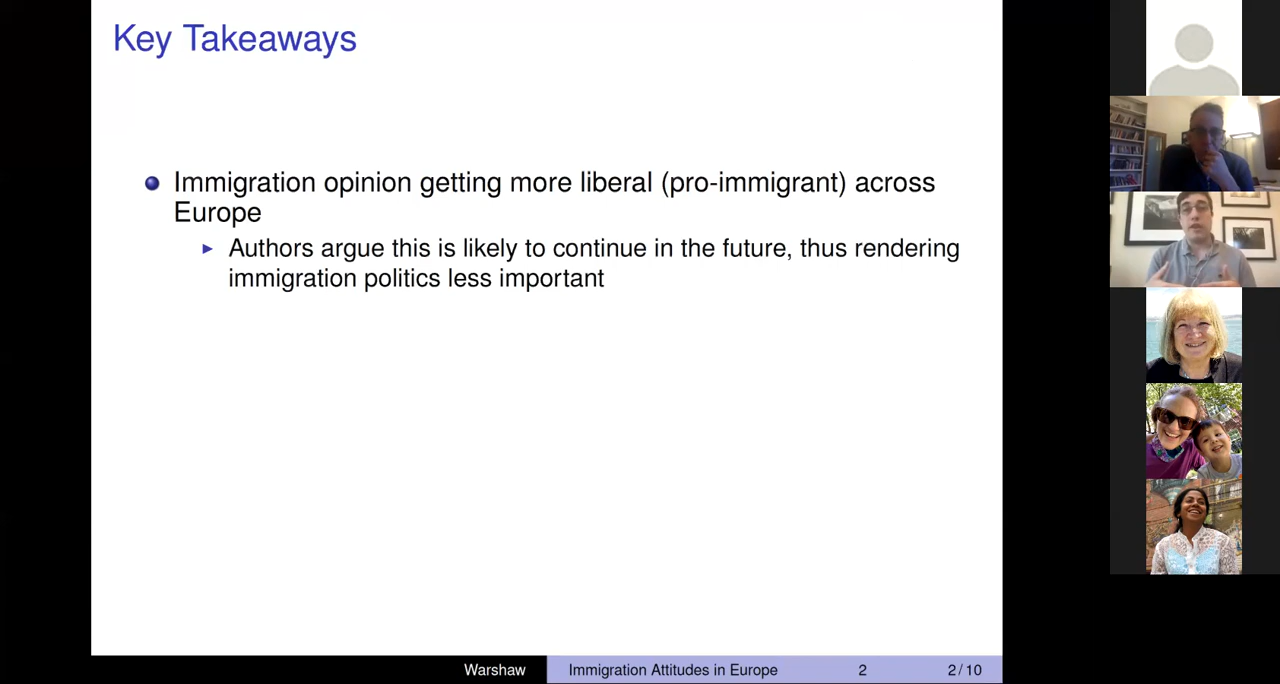 Key Takeaways
Immigration opinion getting more liberal (pro-immigrant) across
Europe
Authors argue this is likely to continue in the future, thus rendering
immigration politics less important
Warshaw
Immigration Attitudes in Europe
2
2 / 10